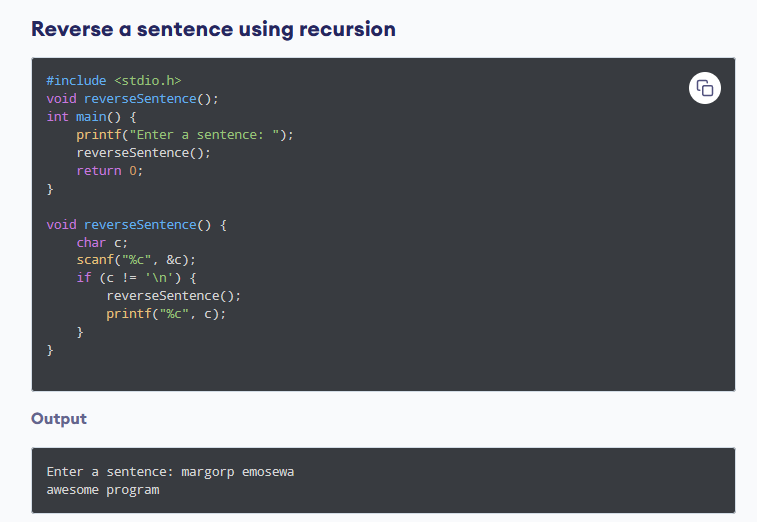 Reverse a sentence using recursion
#include <stdio.h>
void reverseSentence();
int main() {
    printf("Enter a sentence: ");
    reverseSentence();
    return 0;
}

void reverseSentence() {
    char c;
    scanf("%c", &c);
    if (c != '\n') {
        reverseSentence();
        printf("%c", c);
    }
}
Output
Enter a sentence: margorp emosewa
awesome program